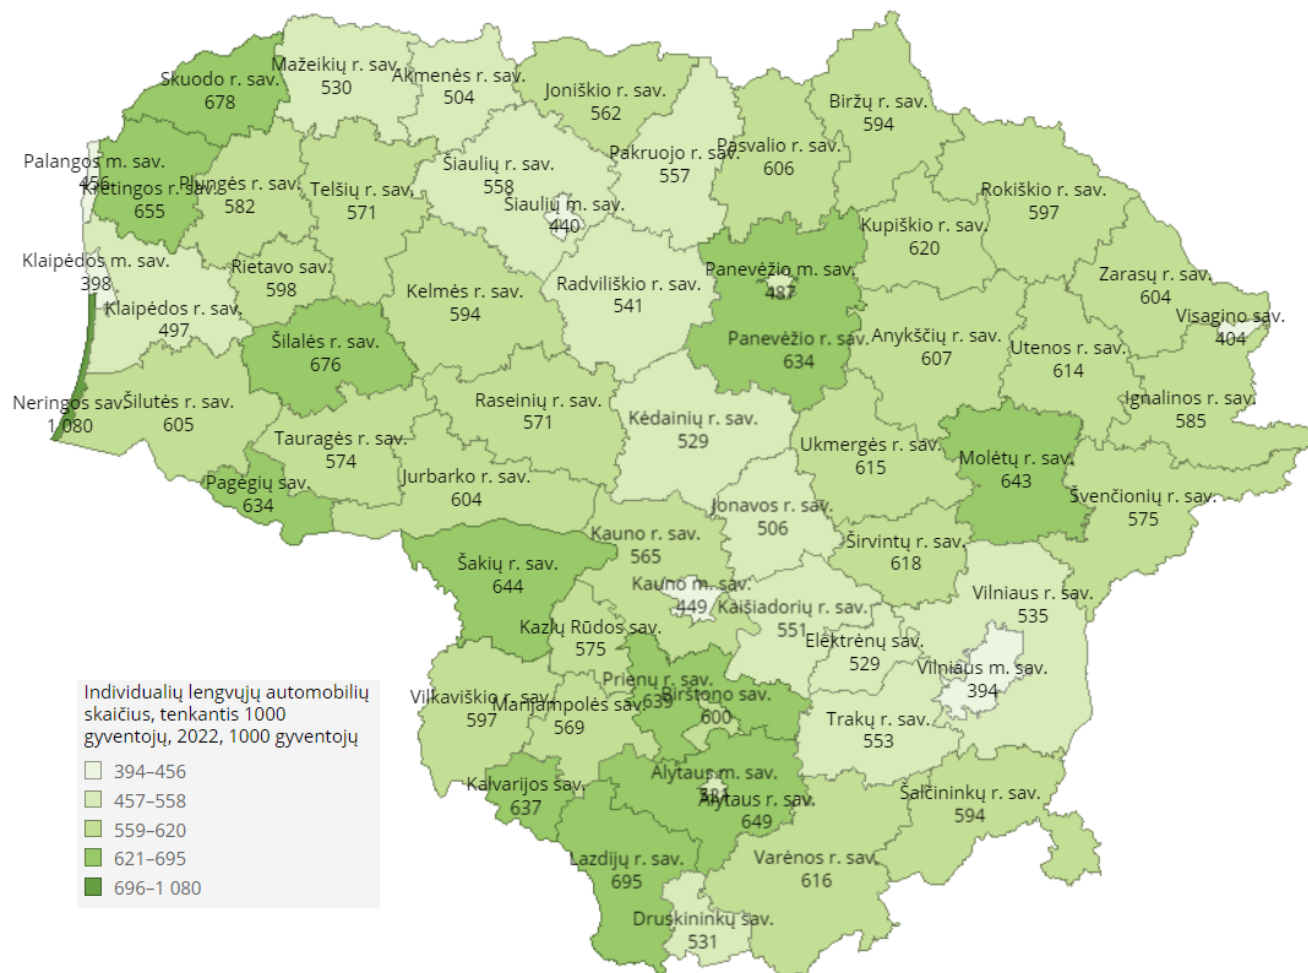 Skuodo r. sav.
678
Mažeikių r. sav.
530
Akmenės r. sav.
504
Joniškio r. sav.
562
Biržų r. sav.
594
Palangos m. sav.
456
Kretingos r. sav.
655
Plungės r. sav.
582
Telšių r. sav.
571
Šiaulių r. sav.
558
Šiaulių m. sav.
440
Pakruojo r. sav.
557
Pasvalio r. sav.
606
Rokiškio r. sav.
597
Kupiškio r. sav.
620
Klaipėdos m. sav.
398
Rietavo sav.
598
Kelmės r. sav.
594
Radviliškio r. sav.
541
Panevėžio m. sav.
487
Zarasų r. sav.
604
Visagino sav.
404
Klaipėdos r. sav.
497
Šilalės r. sav.
676
Panevėžio r. sav.
634
Anykščių r. sav.
607
Utenos r. sav.
614
Ignalinos r. sav.
585
Neringos sav.
1 080
Šilutės r. sav.
605
Raseinių r. sav.
571
Kėdainių r. sav.
529
Tauragės r. sav.
574
Ukmergės r. sav.
615
Molėtų r. sav.
643
Pagėgių sav.
634
Jurbarko r. sav.
604
Jonavos r. sav.
506
Švenčionių r. sav.
575
Kauno r. sav.
565
Širvintų r. sav.
618
Šakių r. sav.
644
Kauno m. sav.
449
Kaišiadorių r. sav.
551
Vilniaus r. sav.
535
Kazlų Rūdos sav.
575
Elektrėnų sav.
529
Vilniaus m. sav.
394
Prienų r. sav.
639
Birštono sav.
600
Vilkaviškio r. sav.
597
Marijampolės sav.
569
Trakų r. sav.
553
Alytaus m. sav.
Kalvarijos sav.
637
Alytaus r. sav.
649
Šalčininkų r. sav.
594
Lazdijų r. sav.
695
Varėnos r. sav.
616
Druskininkų sav.
531
Individualių lengvųjų automobilių
skaičius, tenkantis 1000
gyventojų, 2022, 1000 gyventojų
394–456
457–558
559–620
621–695
696–1 080